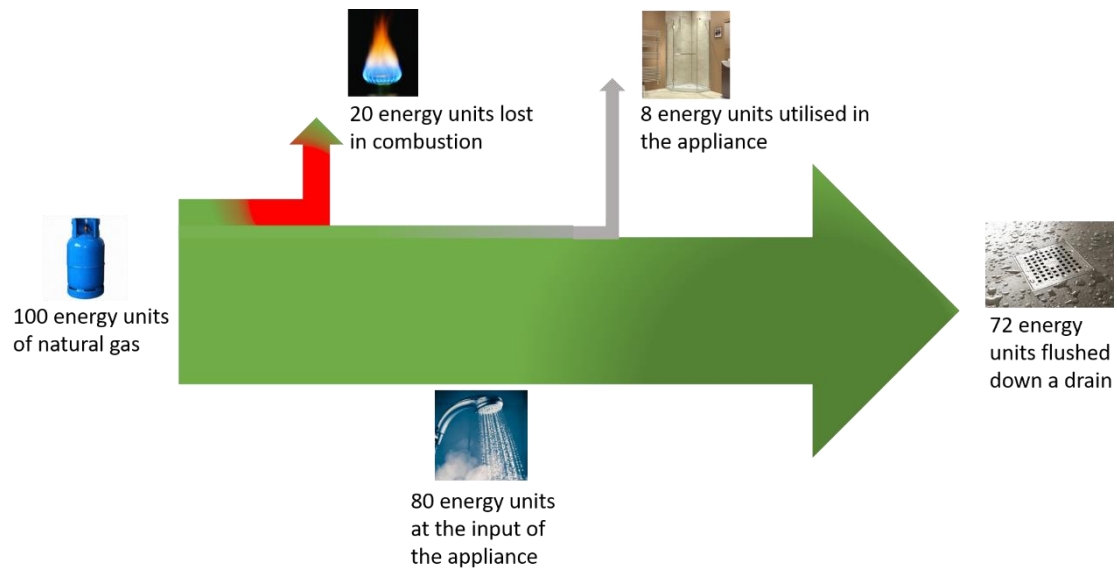 20 energy units lost
in combustion
8 energy units utilised in
the appliance
100 energy units
of natural gas
72 energy
units flushed
down a drain
80 energy units
at the input of
the appliance